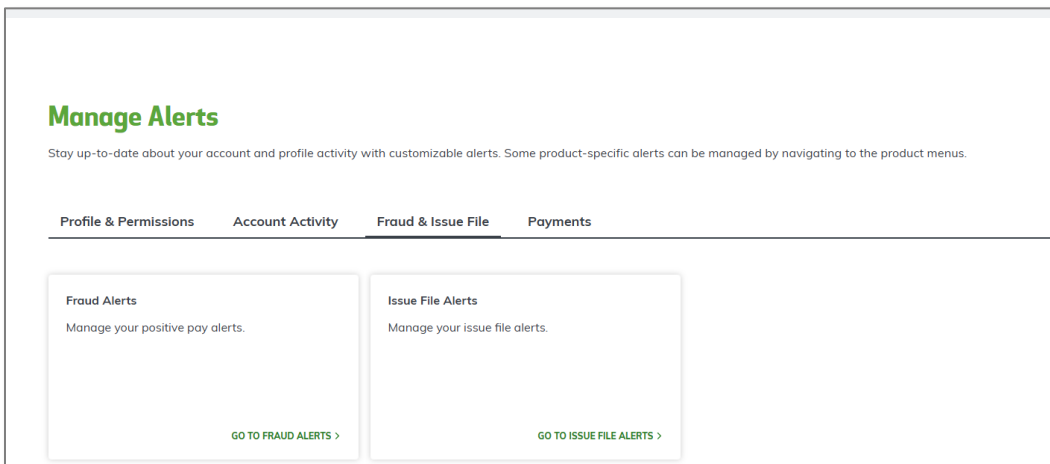 Manage Alerts
Stay up-to-date about your account and profile activity with customizable alerts. Some product-specific alerts can be managed by navigating to the product menus.
Profile & Permissions Account Activity Fraud & Issue File Payments
Fraud Alerts
Manage your positive pay alerts.
GO TO FRAUD ALERTS >
Issue File Alerts
Manage your issue file alerts.
GO TO ISSUE FILE ALERTS >